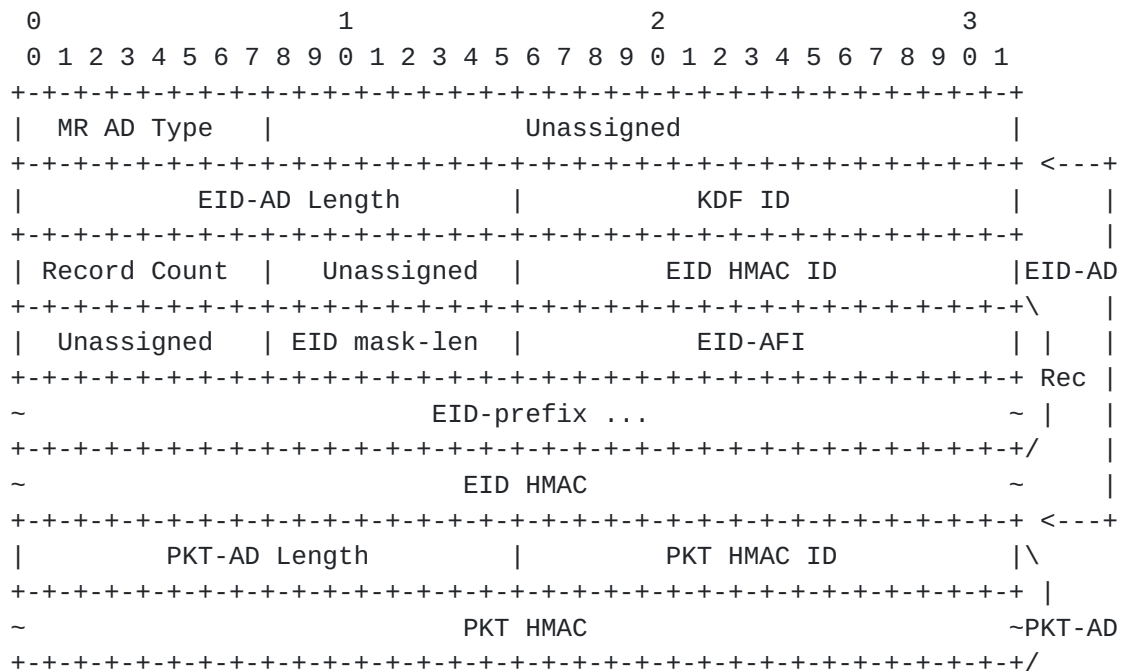 0                   1                   2                   3
 0 1 2 3 4 5 6 7 8 9 0 1 2 3 4 5 6 7 8 9 0 1 2 3 4 5 6 7 8 9 0 1
+-+-+-+-+-+-+-+-+-+-+-+-+-+-+-+-+-+-+-+-+-+-+-+-+-+-+-+-+-+-+-+-+
|  MR AD Type   |                Unassigned                     |
+-+-+-+-+-+-+-+-+-+-+-+-+-+-+-+-+-+-+-+-+-+-+-+-+-+-+-+-+-+-+-+-+ <---+
|           EID-AD Length       |           KDF ID              |     |
+-+-+-+-+-+-+-+-+-+-+-+-+-+-+-+-+-+-+-+-+-+-+-+-+-+-+-+-+-+-+-+-+     |
| Record Count  |   Unassigned  |         EID HMAC ID           |EID-AD
+-+-+-+-+-+-+-+-+-+-+-+-+-+-+-+-+-+-+-+-+-+-+-+-+-+-+-+-+-+-+-+-+\    |
|  Unassigned   | EID mask-len  |           EID-AFI             | |   |
+-+-+-+-+-+-+-+-+-+-+-+-+-+-+-+-+-+-+-+-+-+-+-+-+-+-+-+-+-+-+-+-+ Rec |
~                          EID-prefix ...                       ~ |   |
+-+-+-+-+-+-+-+-+-+-+-+-+-+-+-+-+-+-+-+-+-+-+-+-+-+-+-+-+-+-+-+-+/    |
~                            EID HMAC                           ~     |
+-+-+-+-+-+-+-+-+-+-+-+-+-+-+-+-+-+-+-+-+-+-+-+-+-+-+-+-+-+-+-+-+ <---+
|         PKT-AD Length         |         PKT HMAC ID           |\
+-+-+-+-+-+-+-+-+-+-+-+-+-+-+-+-+-+-+-+-+-+-+-+-+-+-+-+-+-+-+-+-+ |
~                            PKT HMAC                           ~PKT-AD
+-+-+-+-+-+-+-+-+-+-+-+-+-+-+-+-+-+-+-+-+-+-+-+-+-+-+-+-+-+-+-+-+/